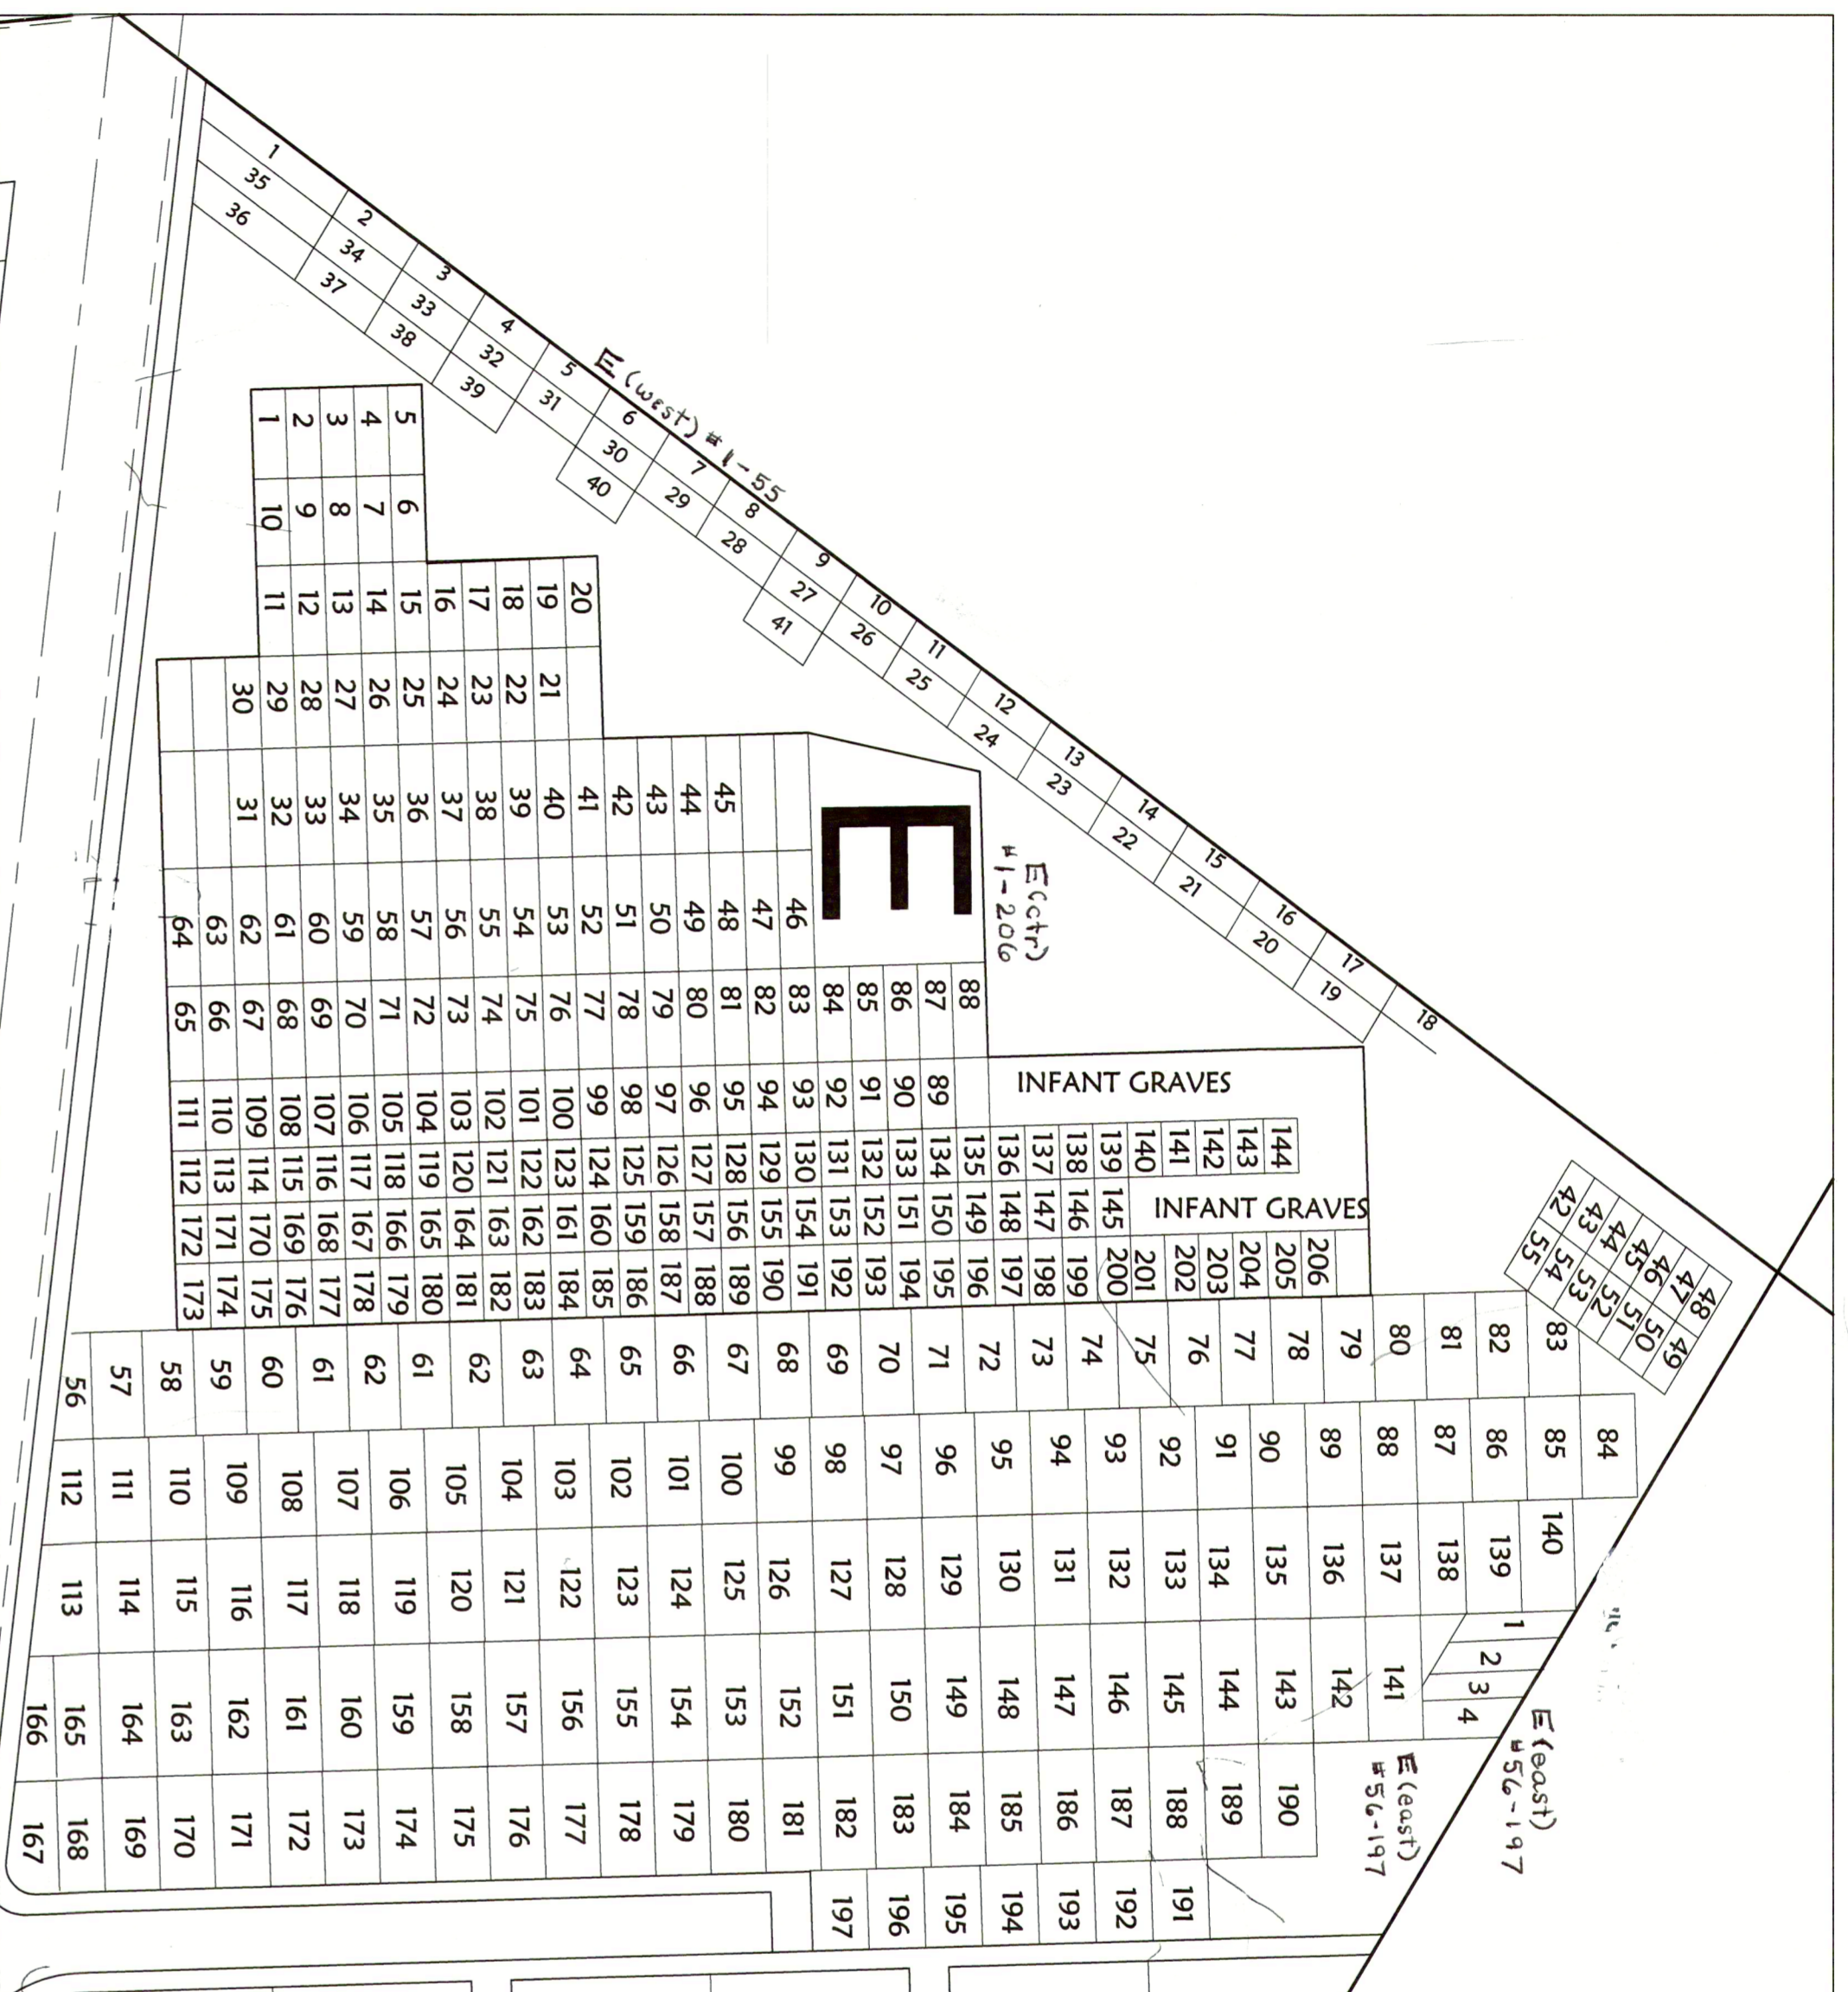 1 2 3 4 5 6 7 8 9 10 11 12 13 14 15 16 17 18
35 34 33 32 31 30 29 28 27 26 25 24 23 22 21 20 19
36 37 38 39 40 41
E (west) #1-55
5 4 3 2 1
6 7 8 9 10
20 19 18 17 16 15 14 13 12 11
21 22 23 24 25 26 27 28 29 30
45 44 43 42 41 40 39 38 37 36 35 34 33 32 31
E
E (ctr)
#1-206
46 47 48 49 50 51 52 53 54 55 56 57 58 59 60 61 62 63 64
88 87 86 85 84 83 82 81 80 79 78 77 76 75 74 73 72 71 70 69 68 67 66 65
INFANT GRAVES
89 90 91 92 93 94 95 96 97 98 99 100 101 102 103 104 105 106 107 108 109 110 111
144 143 142 141 140 139 138 137 136 135 134 133 132 131 130 129 128 127 126 125 124 123 122 121 120 119 118 117 116 115 114 113 112
INFANT GRAVES
145 146 147 148 149 150 151 152 153 154 155 156 157 158 159 160 161 162 163 164 165 166 167 168 169 170 171 172
206 205 204 203 202 201 200 199 198 197 196 195 194 193 192 191 190 189 188 187 186 185 184 183 182 181 180 179 178 177 176 175 174 173
42 43 44 45 46 47 48
55 54 53 52 51 50 49
83 82 81 80 79 78 77 76 75 74 73 72 71 70 69 68 67 66 65 64 63 62 61 62 61 60 59 58 57 56
84 85 86 87 88 89 90 91 92 93 94 95 96 97 98 99 100 101 102 103 104 105 106 107 108 109 110 111 112
140 139 138 137 136 135 134 133 132 131 130 129 128 127 126 125 124 123 122 121 120 119 118 117 116 115 114 113
1 2 3 4
141 142 143 144 145 146 147 148 149 150 151 152 153 154 155 156 157 158 159 160 161 162 163 164 165 166
E (east)
#56-197
E (east)
#56-197
190 189 188 187 186 185 184 183 182 181 180 179 178 177 176 175 174 173 172 171 170 169 168 167
191 192 193 194 195 196 197